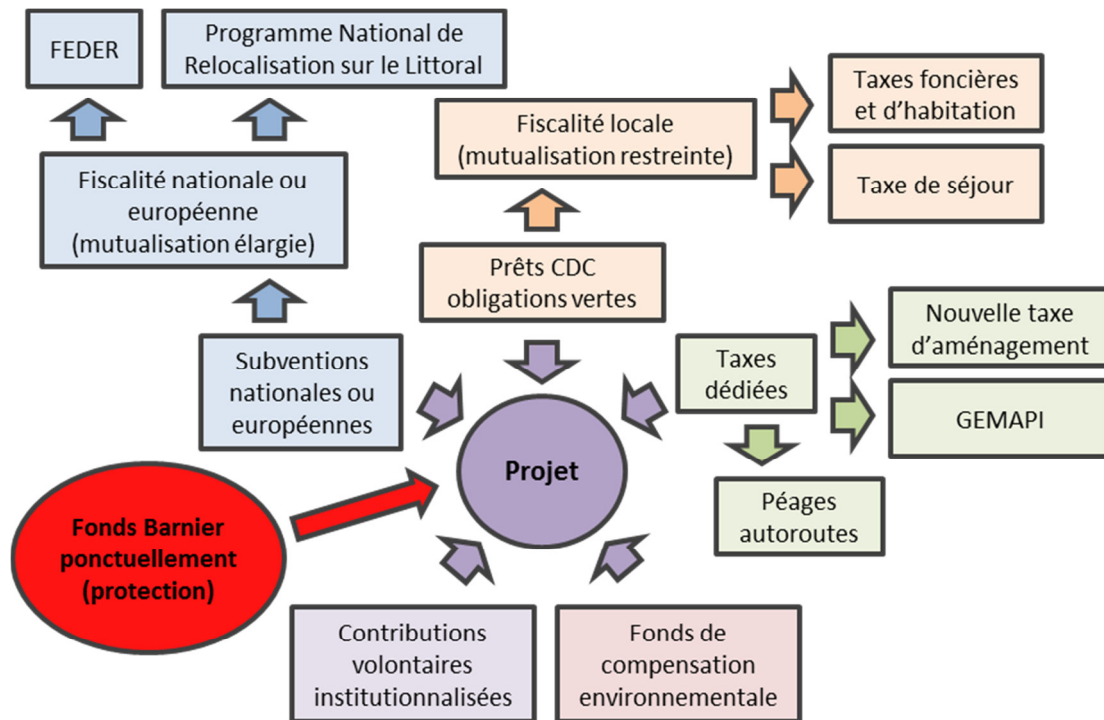 FEDER
Programme National de
Relocalisation sur le Littoral
Fiscalité nationale ou
européenne
(mutualisation élargie)
Subventions
nationales ou
européennes
Fiscalité locale
(mutualisation restreinte)
Taxes foncières
et d'habitation
Taxe de séjour
Prêts CDC
obligations vertes
Taxes
dédiées
Nouvelle taxe
d'aménagement
GEMAPI
Péages
autoroutes
Projet
Fonds Barnier
ponctuellement
(protection)
Contributions
volontaires
institutionnalisées
Fonds de
compensation
environnementale